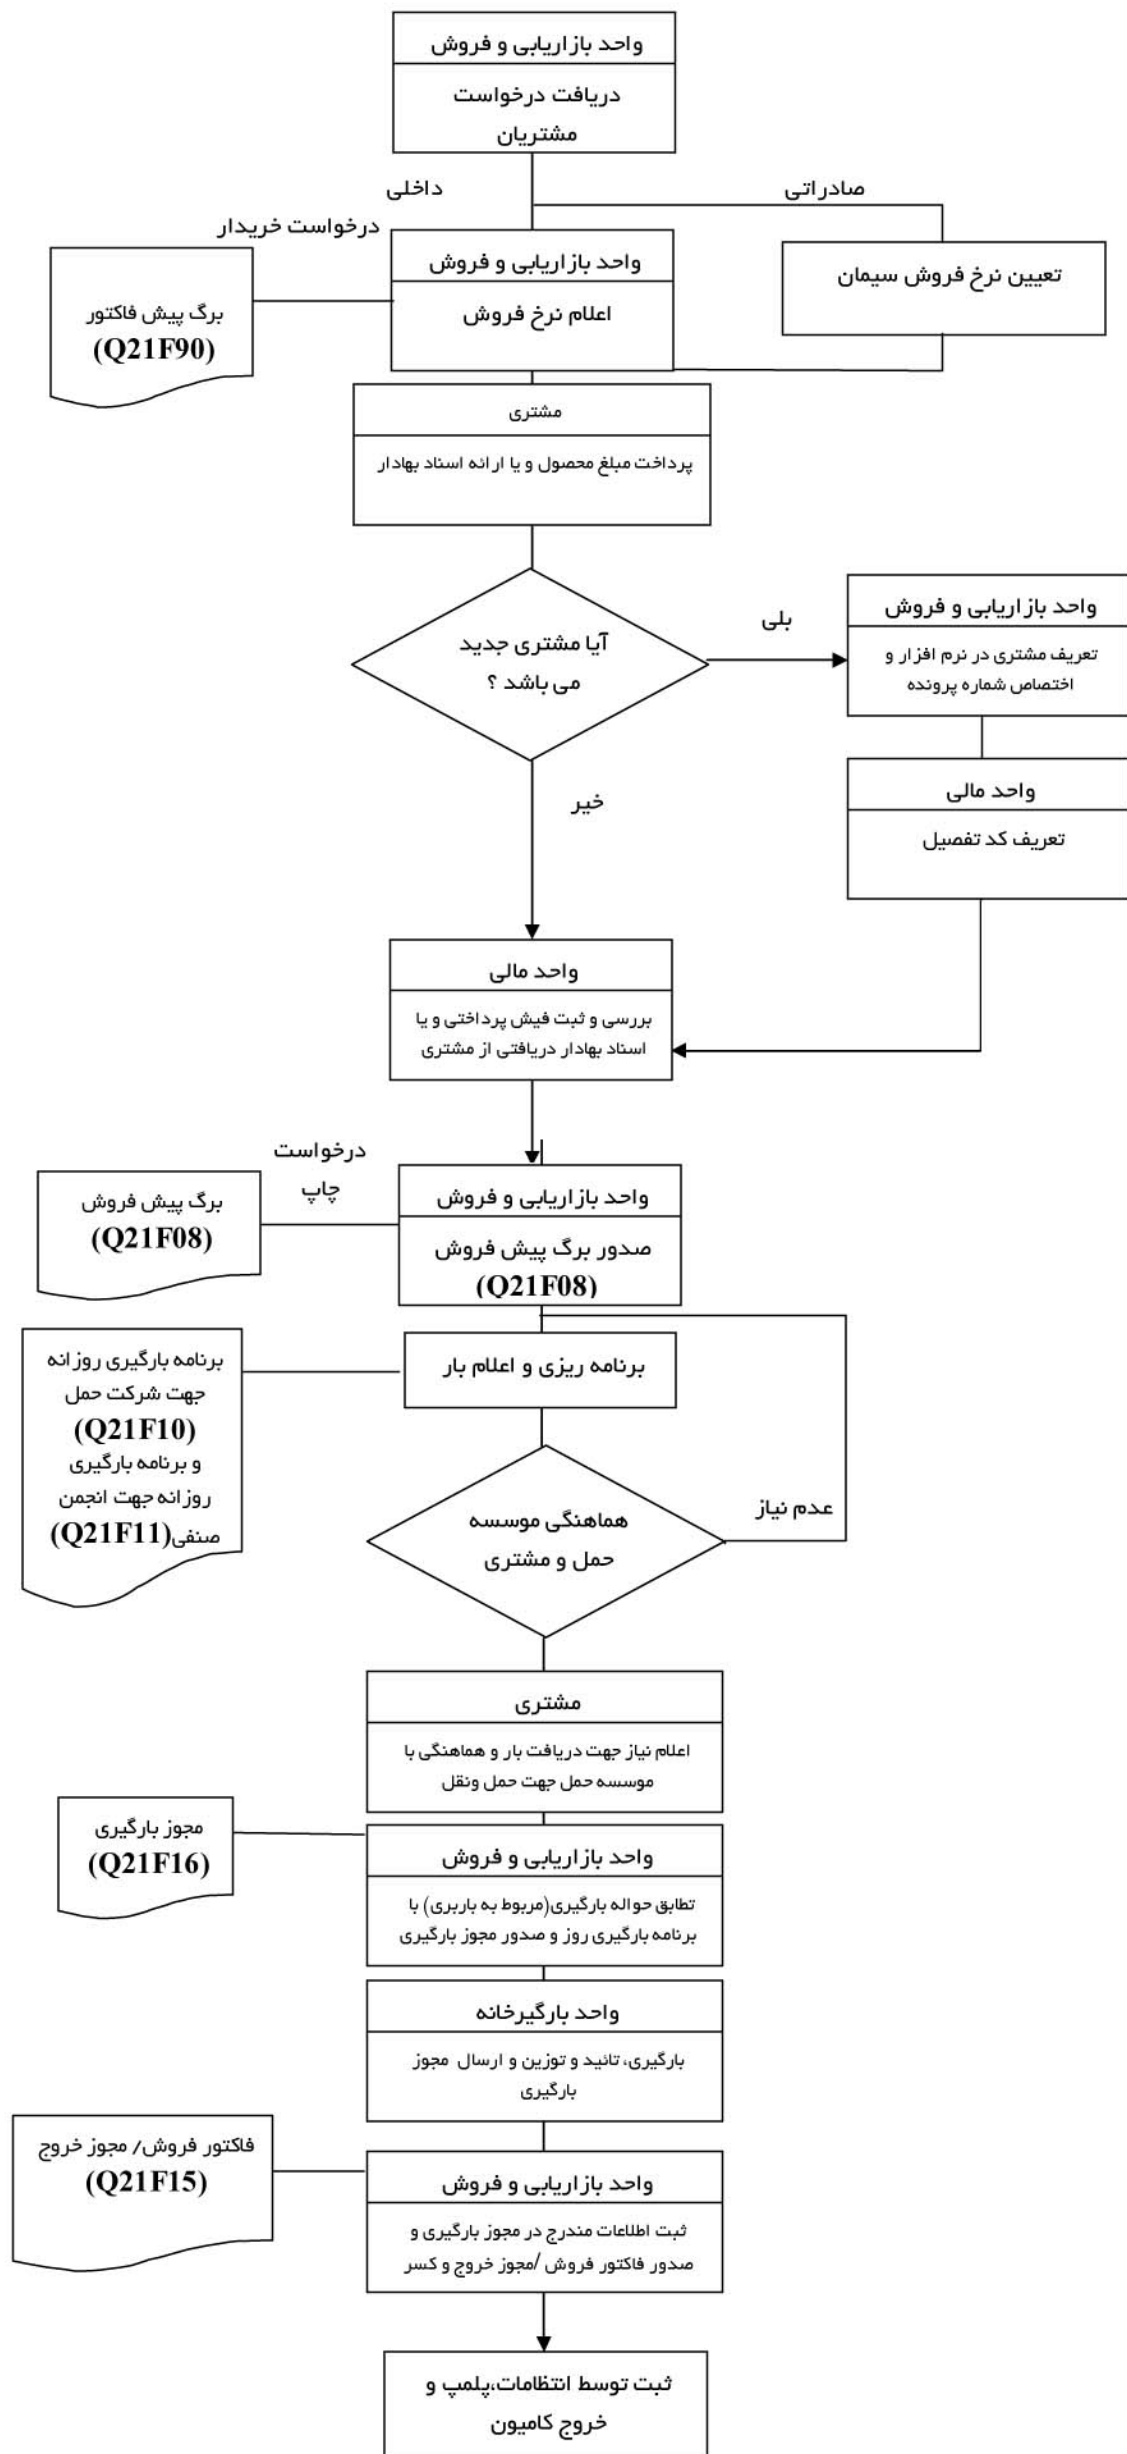 واحد بازاریابی و فروش
دریافت درخواست
مشتریان
داخلی
صادراتی
درخواست خریدار
واحد بازاریابی و فروش
اعلام نرخ فروش
تعیین نرخ فروش سیمان
برگ پیش فاکتور
(Q21F90)
مشتری
پرداخت مبلغ محصول و یا ارائه اسناد بهادار
آیا مشتری جدید
می باشد ؟
بلی
واحد بازاریابی و فروش
تعریف مشتری در نرم افزار و
اختصاص شماره پرونده
خیر
واحد مالی
تعریف کد تفصیل
واحد مالی
بررسی و ثبت فیش پرداختی و یا
اسناد بهادار دریافتی از مشتری
درخواست
چاپ
برگ پیش فروش
(Q21F08)
واحد بازاریابی و فروش
صدور برگ پیش فروش
(Q21F08)
برنامه ریزی و اعلام بار
برنامه بارگیری روزانه
جهت شرکت حمل
(Q21F10)
و برنامه بارگیری
روزانه جهت انجمن
صنفی(Q21F11)
هماهنگی موسسه
حمل و مشتری
عدم نیاز
مشتری
اعلام نیاز جهت دریافت بار و هماهنگی با
موسسه حمل جهت حمل ونقل
مجوز بارگیری
(Q21F16)
واحد بازاریابی و فروش
تطابق حواله بارگیری(مربوط به باربری) با
برنامه بارگیری روز و صدور مجوز بارگیری
واحد بارگیرخانه
بارگیری، تائید و توزین و ارسال مجوز
بارگیری
فاکتور فروش/ مجوز خروج
(Q21F15)
واحد بازاریابی و فروش
ثبت اطلاعات مندرج در مجوز بارگیری و
صدور فاکتور فروش /مجوز خروج و کسر
ثبت توسط انتظامات،پلمپ و
خروج کامیون